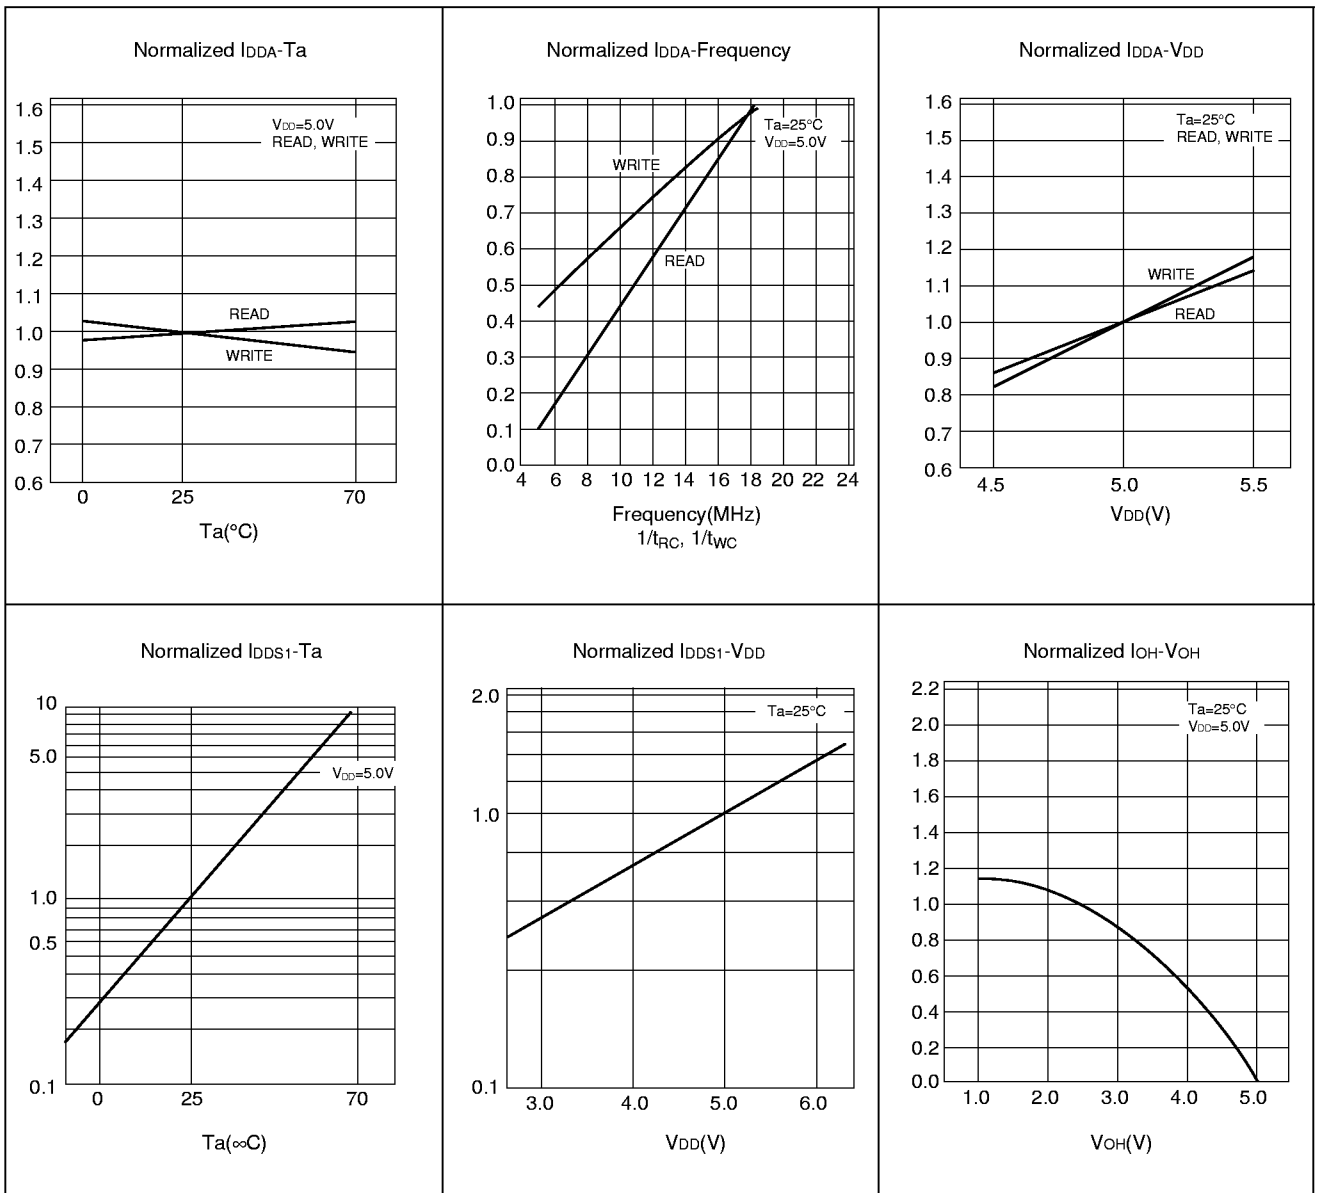 Normalized IDDA-Ta
1.6
1.5
1.4
1.3
1.2
1.1
1.0
0.9
0.8
0.7
0.6
VDD=5.0V
READ, WRITE
READ
WRITE
0 25 70
Ta(°C)
Normalized IDDA-Frequency
1.0
0.9
0.8
0.7
0.6
0.5
0.4
0.3
0.2
0.1
0.0
Ta=25°C
VDD=5.0V
WRITE
READ
4 6 8 10 12 14 16 18 20 22 24
Frequency(MHz)
1/tRC, 1/tWC
Normalized IDDA-VDD
1.6
1.5
1.4
1.3
1.2
1.1
1.0
0.9
0.8
0.7
0.6
Ta=25°C
READ, WRITE
WRITE
READ
4.5 5.0 5.5
VDD(V)
Normalized IDDS1-Ta
10
5.0
1.0
0.5
0.1
VDD=5.0V
0 25 70
Ta(∞C)
Normalized IDDS1-VDD
2.0
1.0
0.1
Ta=25°C
3.0 4.0 5.0 6.0
VDD(V)
Normalized IOH-VOH
2.2
2.0
1.8
1.6
1.4
1.2
1.0
0.8
0.6
0.4
0.2
0.0
Ta=25°C
VDD=5.0V
1.0 2.0 3.0 4.0 5.0
VOH(V)